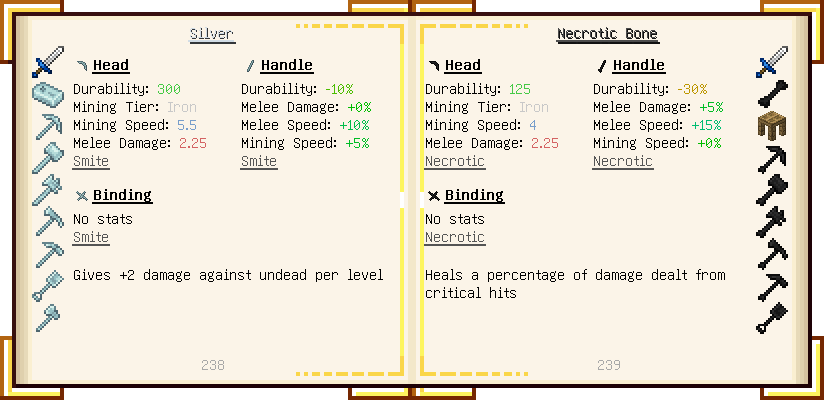 Silver
Head
Durability: 300
Mining Tier: Iron
Mining Speed: 5.5
Melee Damage: 2.25
Smite
Handle
Durability: -10%
Melee Damage: +0%
Melee Speed: +10%
Mining Speed: +5%
Smite
Binding
No stats
Smite
Gives +2 damage against undead per level
238
Necrotic Bone
Head
Durability: 125
Mining Tier: Iron
Mining Speed: 4
Melee Damage: 2.25
Necrotic
Handle
Durability: -30%
Melee Damage: +5%
Melee Speed: +15%
Mining Speed: +0%
Necrotic
Binding
No stats
Necrotic
Heals a percentage of damage dealt from
critical hits
239